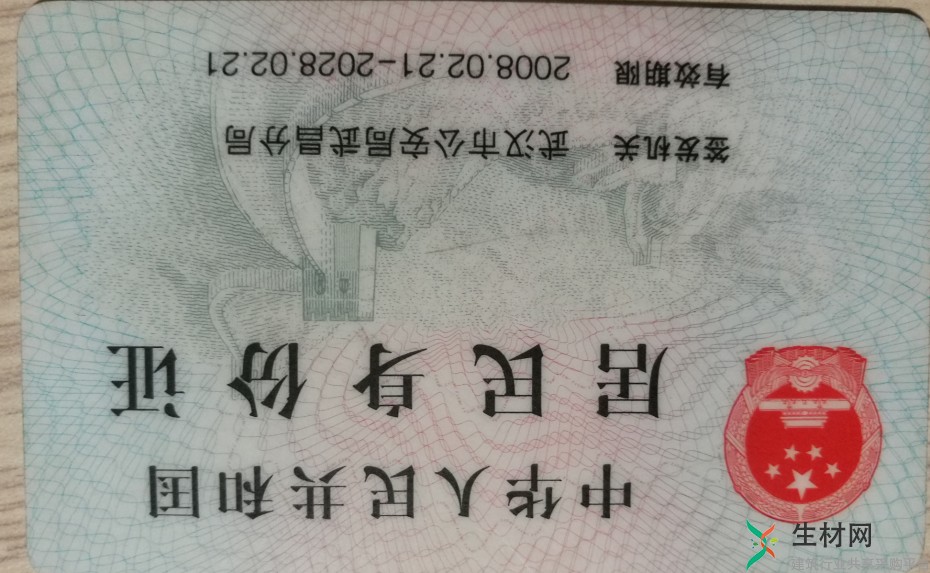 中华人民共和国
居民身份证
签发机关 武汉市公安局武昌分局
有效期限 2008.02.21-2028.02.21
生材网